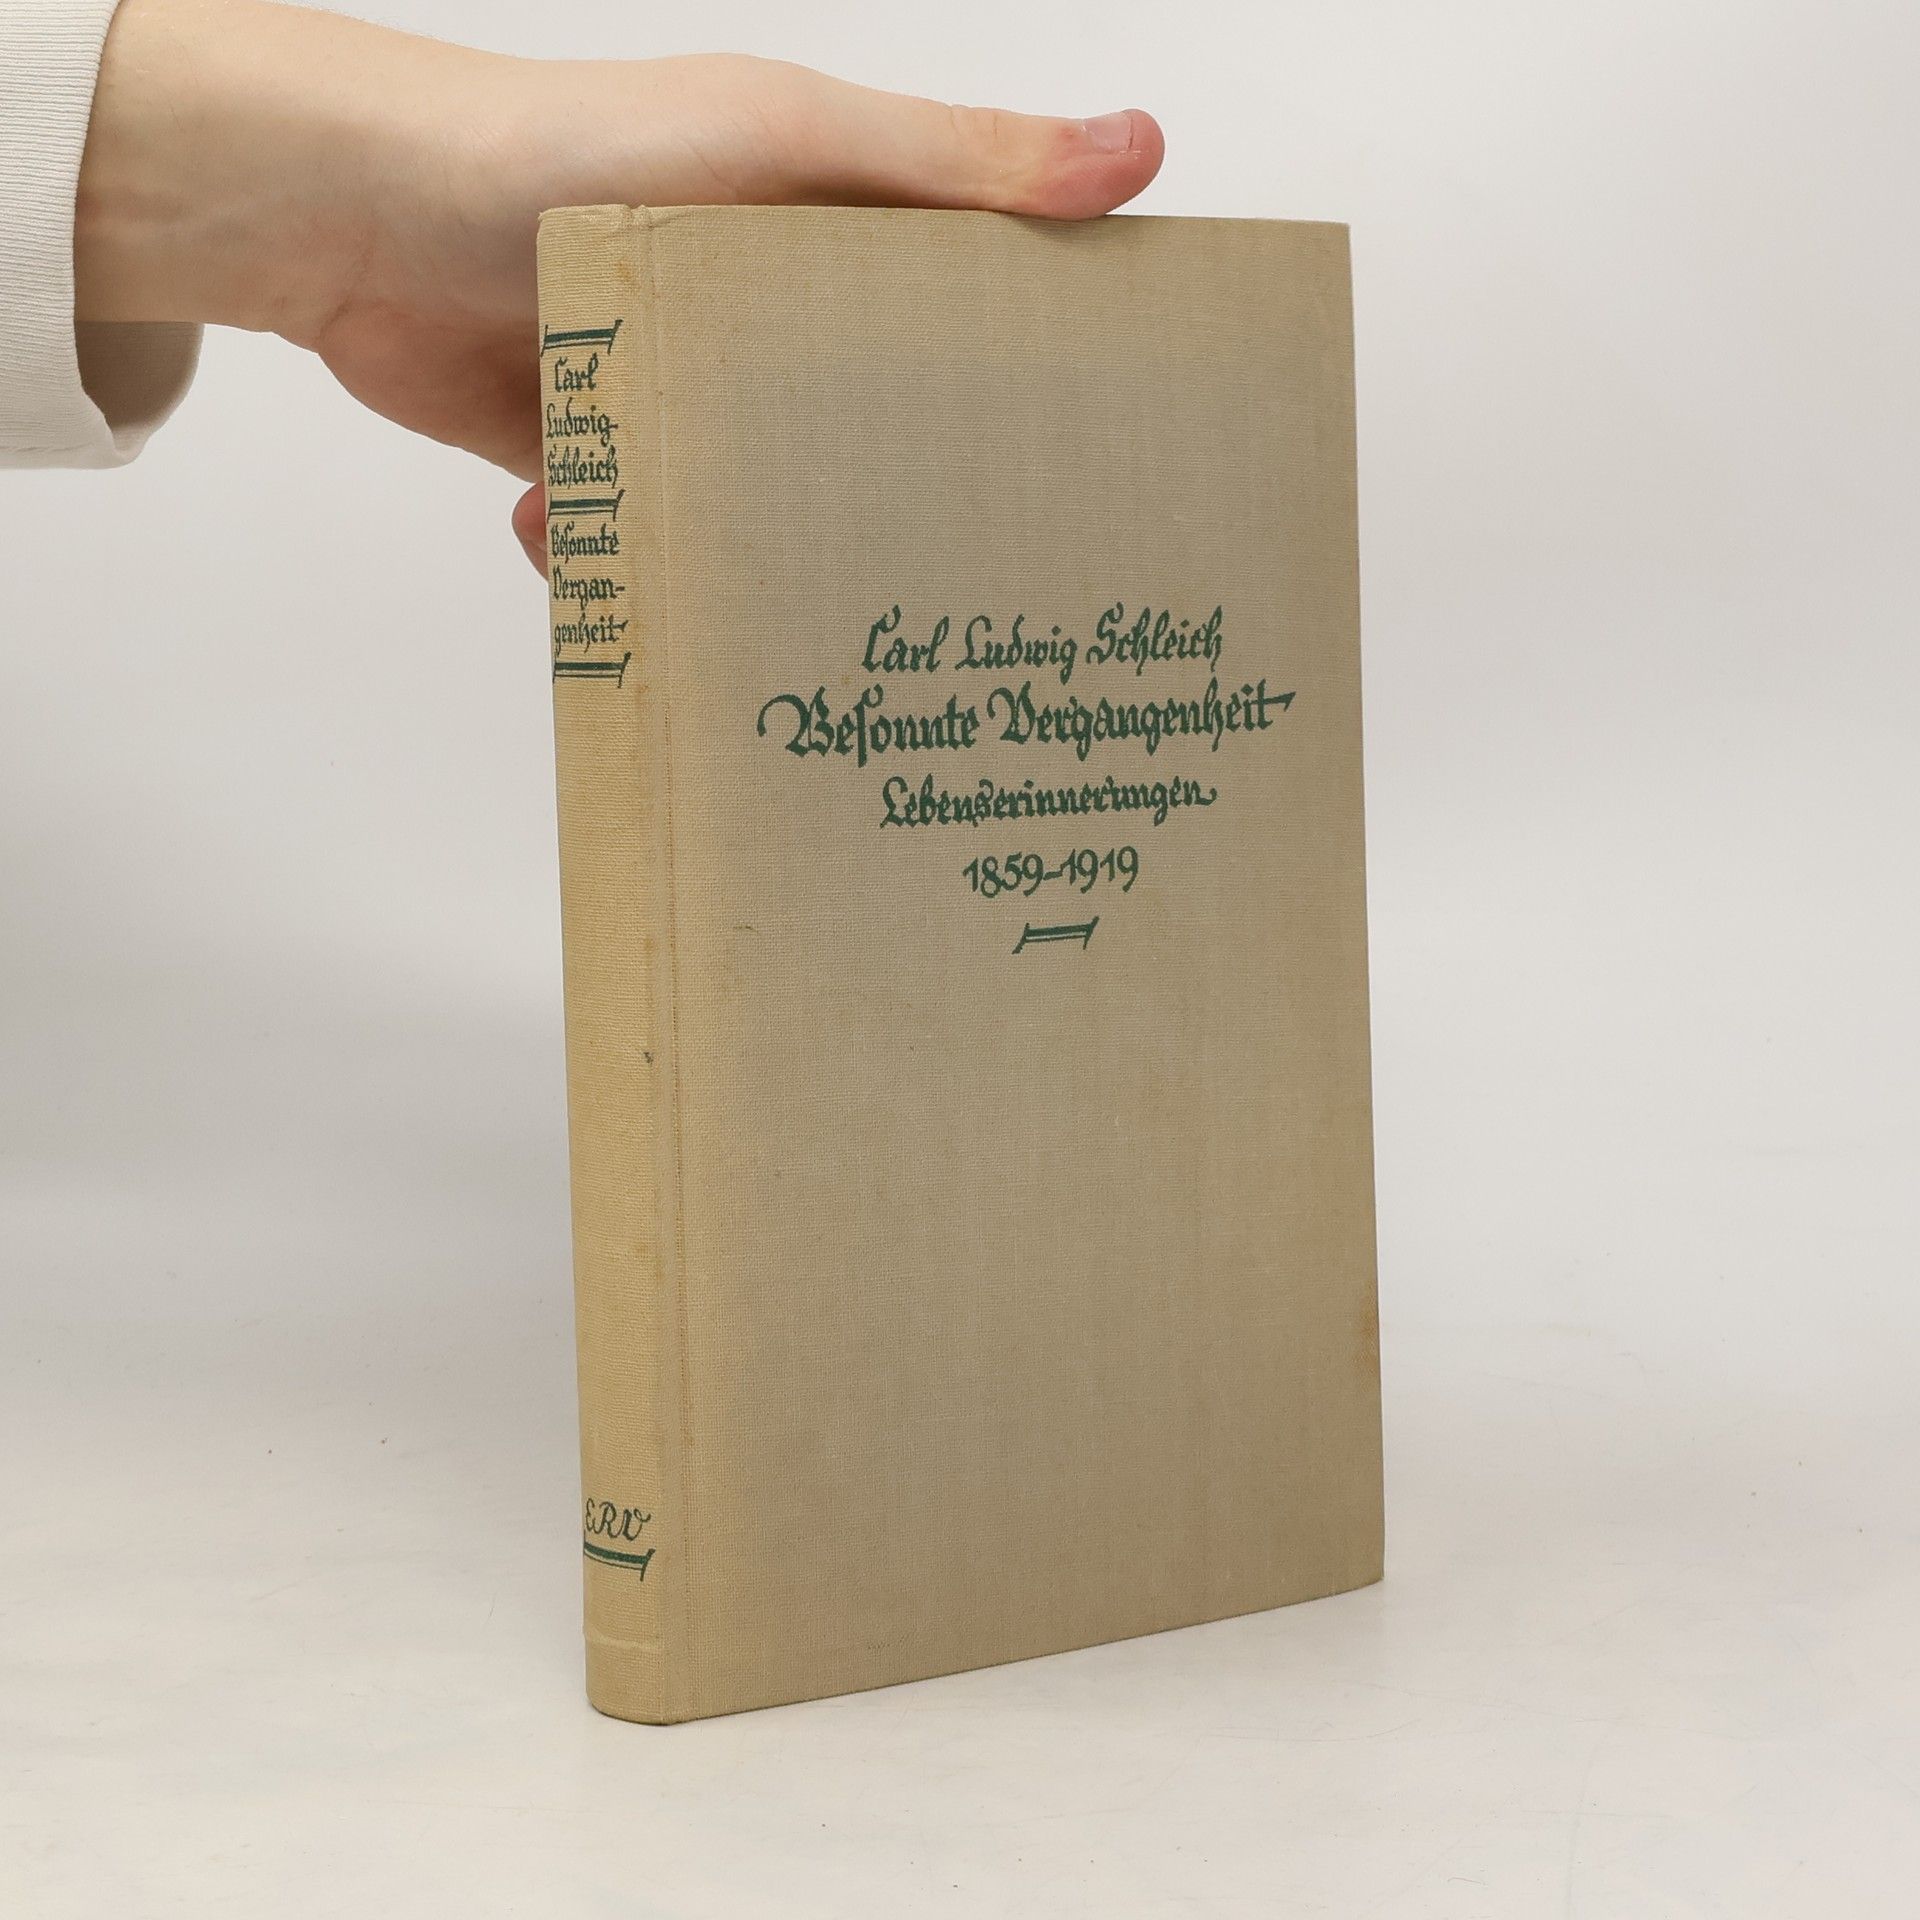 Carl
Ludwig
Schleich
Beſonnte
Vergan-
genheit
ERV
Carl Ludwig Schleich
Beſonnte Vergangenheit
Lebenserinnerungen
1859-1919